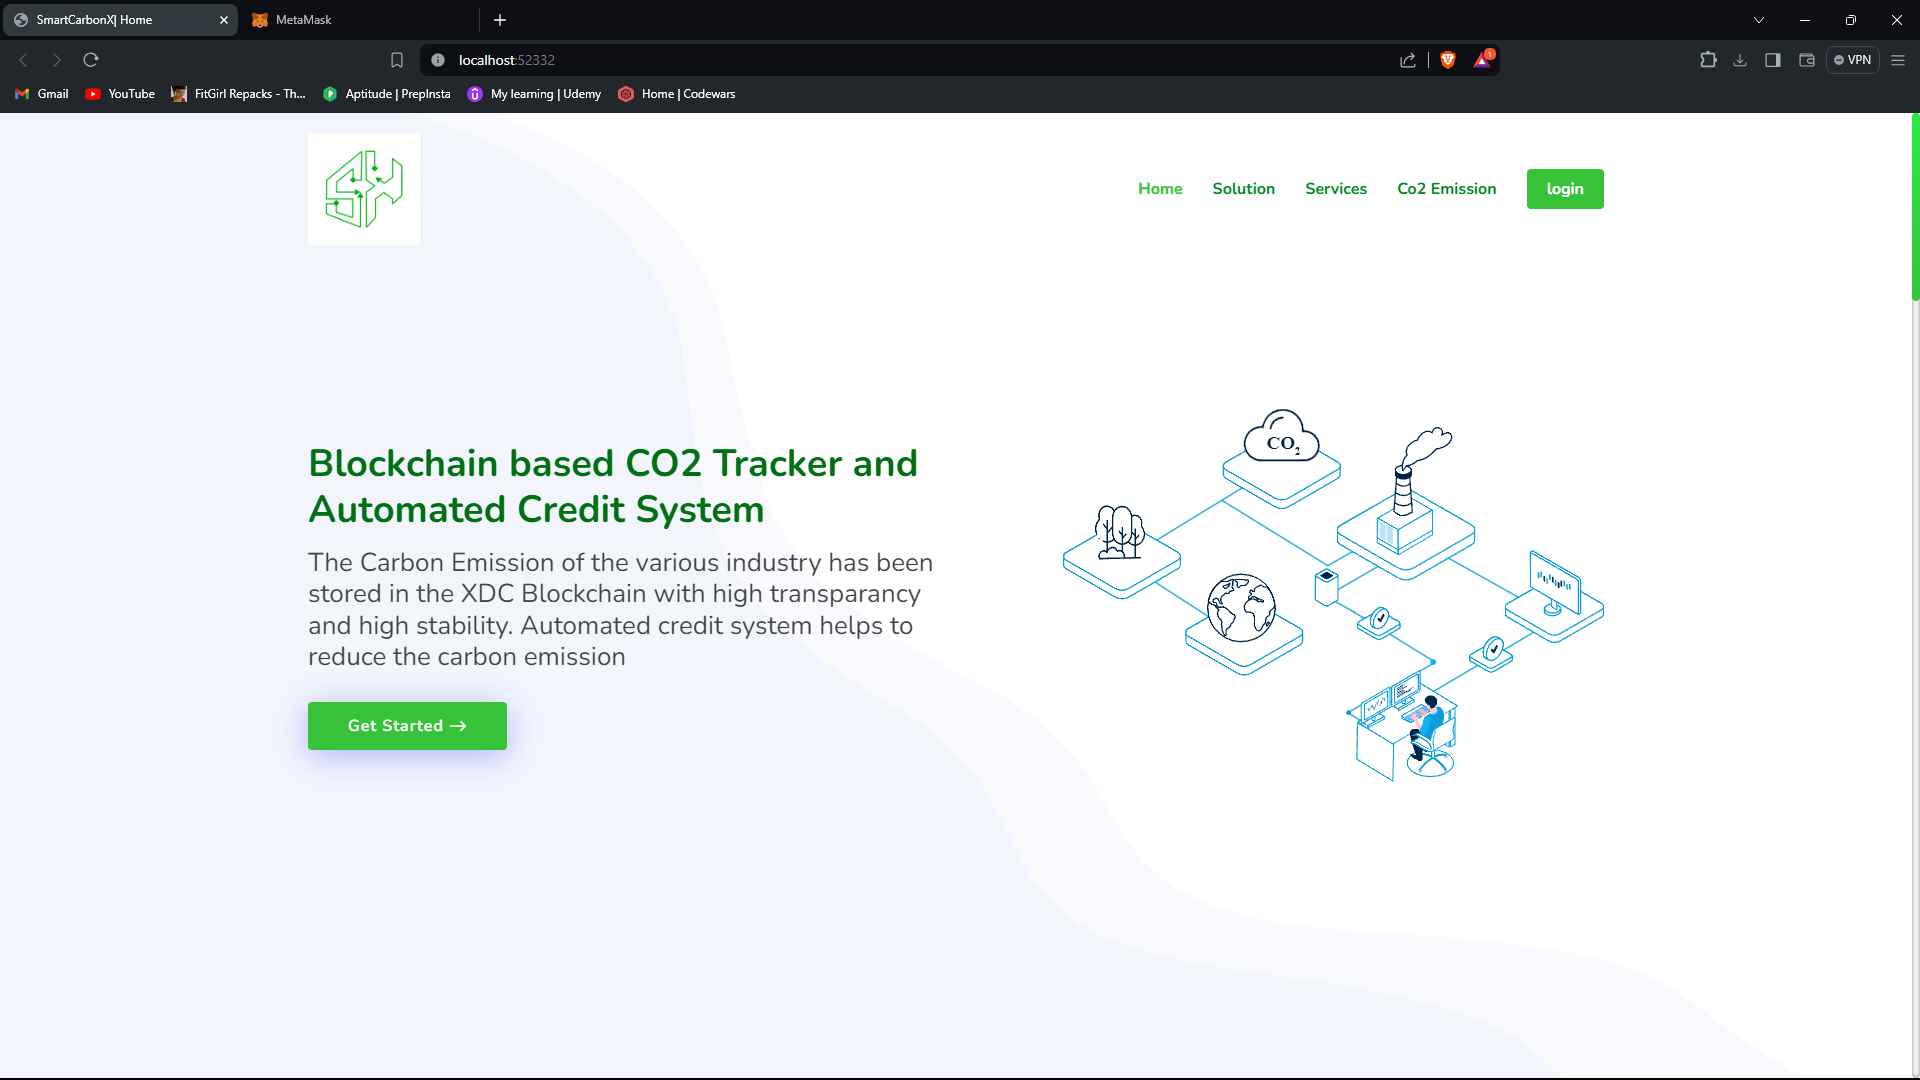 SmartCarbonX| Home
MetaMask
localhost:52332
1
VPN
Gmail
YouTube
FitGirl Repacks - Th...
Aptitude | PrepInsta
My learning | Udemy
Home | Codewars
SX
Home
Solution
Services
Co2 Emission
login
CO2
Blockchain based CO2 Tracker and
Automated Credit System
The Carbon Emission of the various industry has been
stored in the XDC Blockchain with high transparancy
and high stability. Automated credit system helps to
reduce the carbon emission
Get Started →